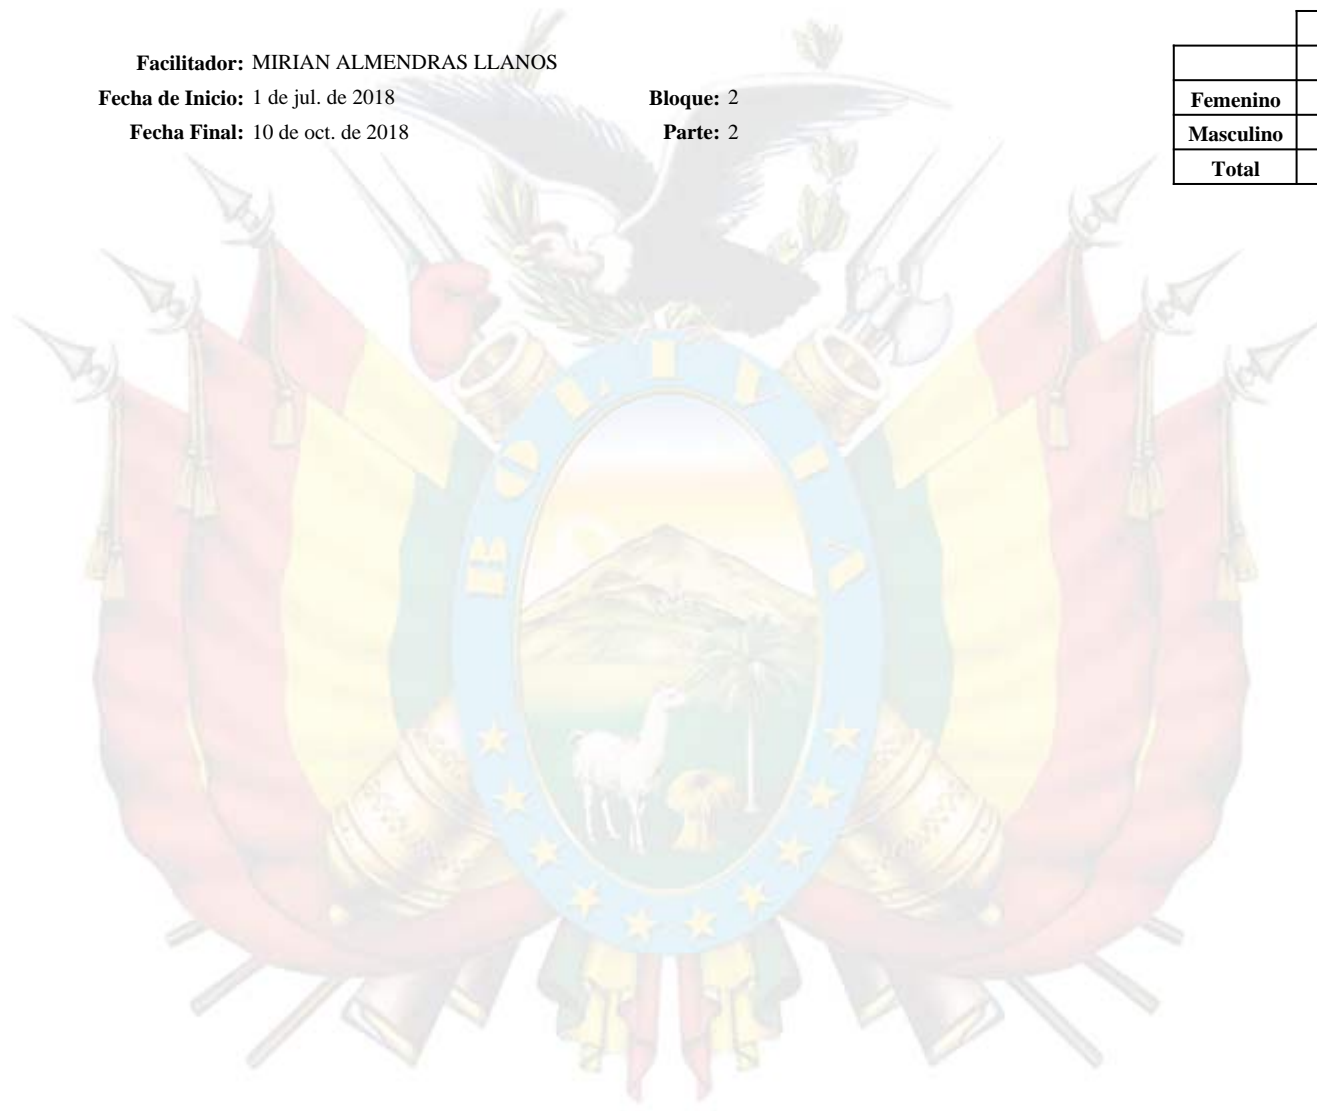 Facilitador: MIRIAN ALMENDRAS LLANOS
Fecha de Inicio: 1 de jul. de 2018 Bloque: 2
Fecha Final: 10 de oct. de 2018 Parte: 2
Femenino
Masculino
Total
BOLIVIA